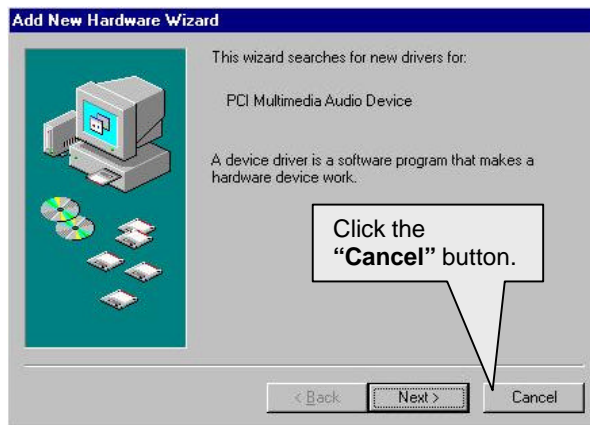 Add New Hardware Wizard
This wizard searches for new drivers for:
PCI Multimedia Audio Device
A device driver is a software program that makes a
hardware device work.
Click the
“Cancel” button.
< Back
Next >
Cancel